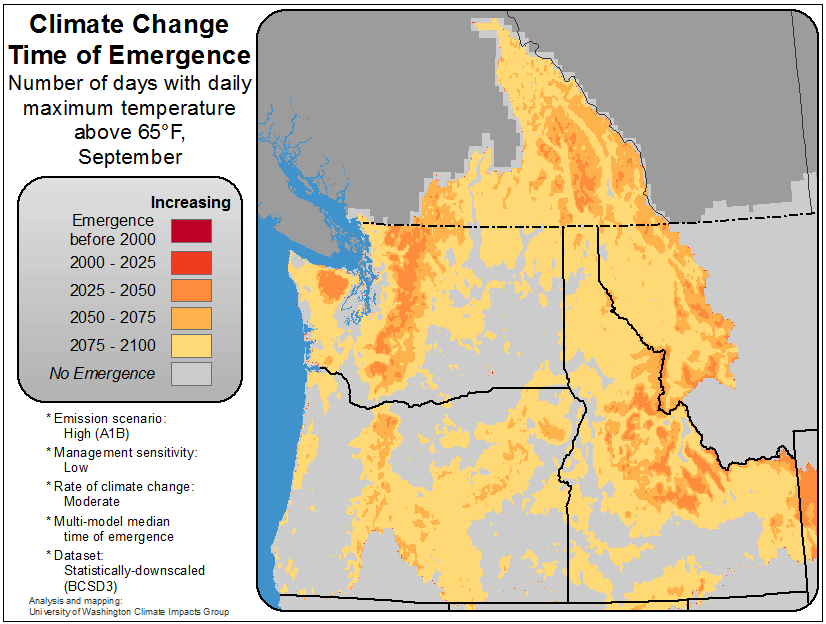 Climate Change
Time of Emergence
Number of days with daily
maximum temperature
above 65°F,
September
Increasing
Emergence
before 2000
2000 - 2025
2025 - 2050
2050 - 2075
2075 - 2100
No Emergence
* Emission scenario:
High (A1B)
* Management sensitivity:
Low
* Rate of climate change:
Moderate
* Multi-model median
time of emergence
* Dataset:
Statistically-downscaled
(BCSD3)
Analysis and mapping:
University of Washington Climate Impacts Group